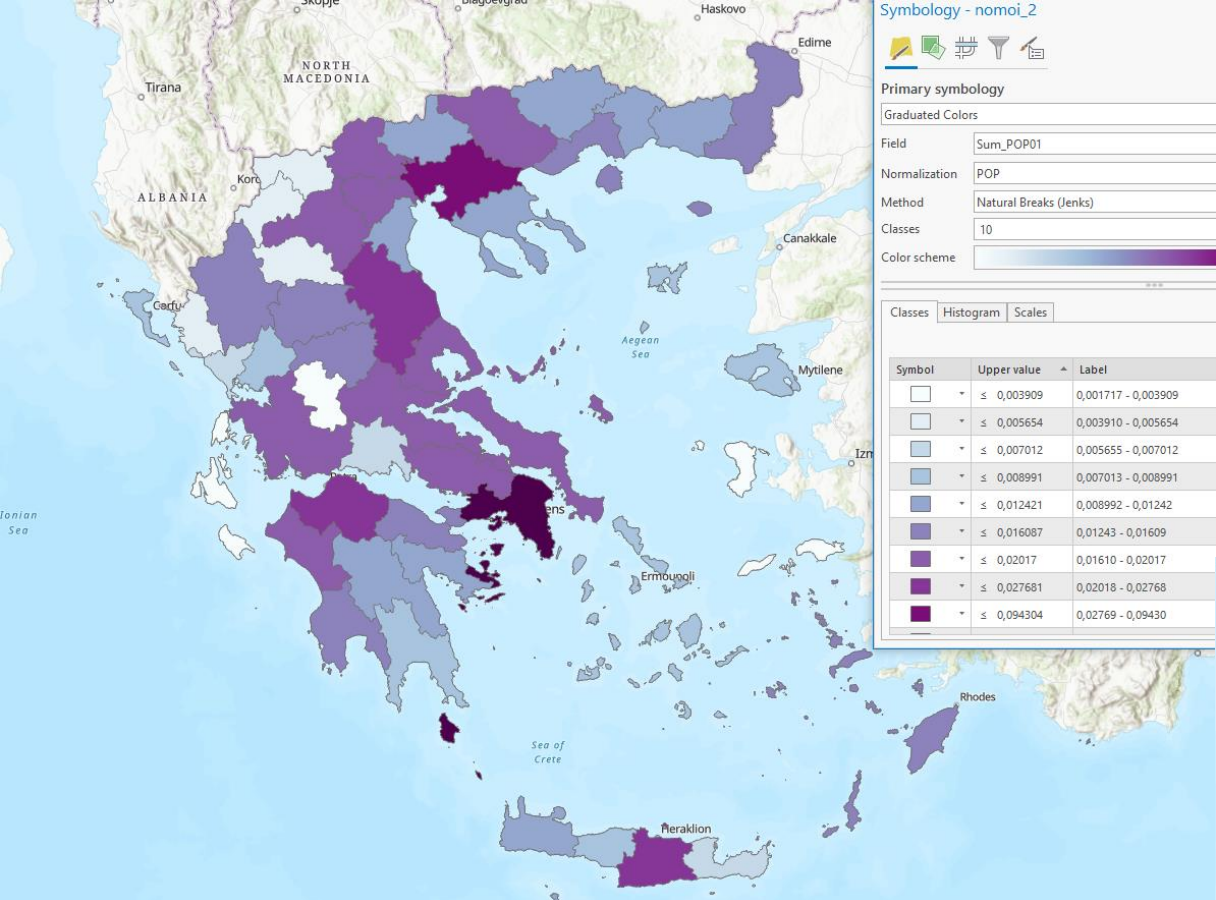 Skopje
Blagoevgrad
Haskovo
Edirne
NORTH
MACEDONIA
Tirana
Korç
ALBANIA
Çanakkale
Corfu
Aegean
Sea
Mytilene
Izm
Ionian
Sea
ens
Ermoupoli
Rhodes
Sea of
Crete
Heraklion
Symbology - nomoi_2
Primary symbology
Graduated Colors
Field
Sum_POP01
Normalization
POP
Method
Natural Breaks (Jenks)
Classes
10
Color scheme
Classes Histogram Scales
Symbol Upper value Label
≤ 0,003909 0,001717 - 0,003909
≤ 0,005654 0,003910 - 0,005654
≤ 0,007012 0,005655 - 0,007012
≤ 0,008991 0,007013 - 0,008991
≤ 0,012421 0,008992 - 0,01242
≤ 0,016087 0,01243 - 0,01609
≤ 0,02017 0,01610 - 0,02017
≤ 0,027681 0,02018 - 0,02768
≤ 0,094304 0,02769 - 0,09430